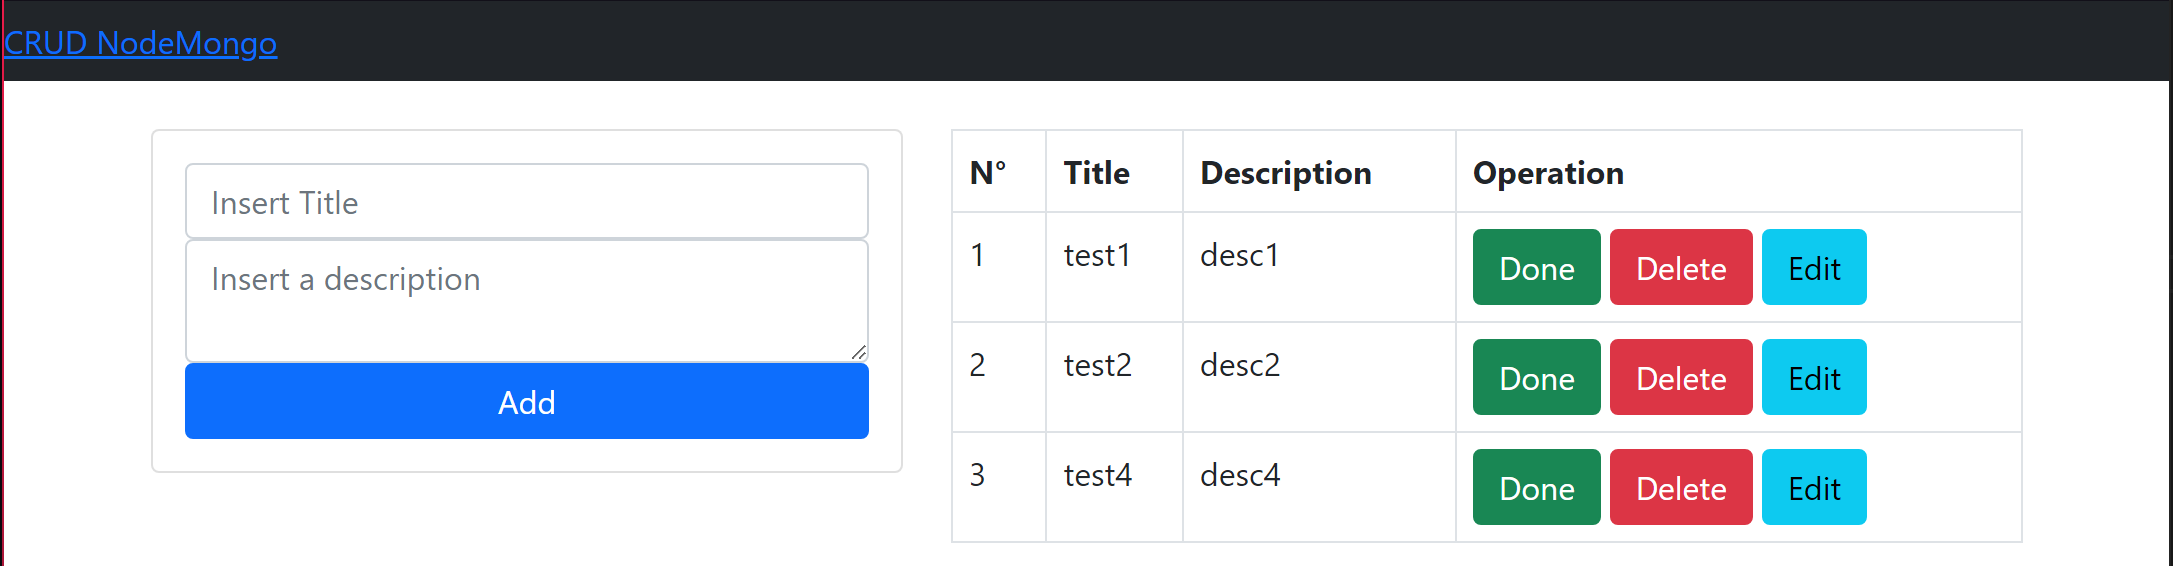 CRUD NodeMongo
Insert Title
Insert a description
Add
N° Title Description Operation
1 test1 desc1 Done Delete Edit
2 test2 desc2 Done Delete Edit
3 test4 desc4 Done Delete Edit